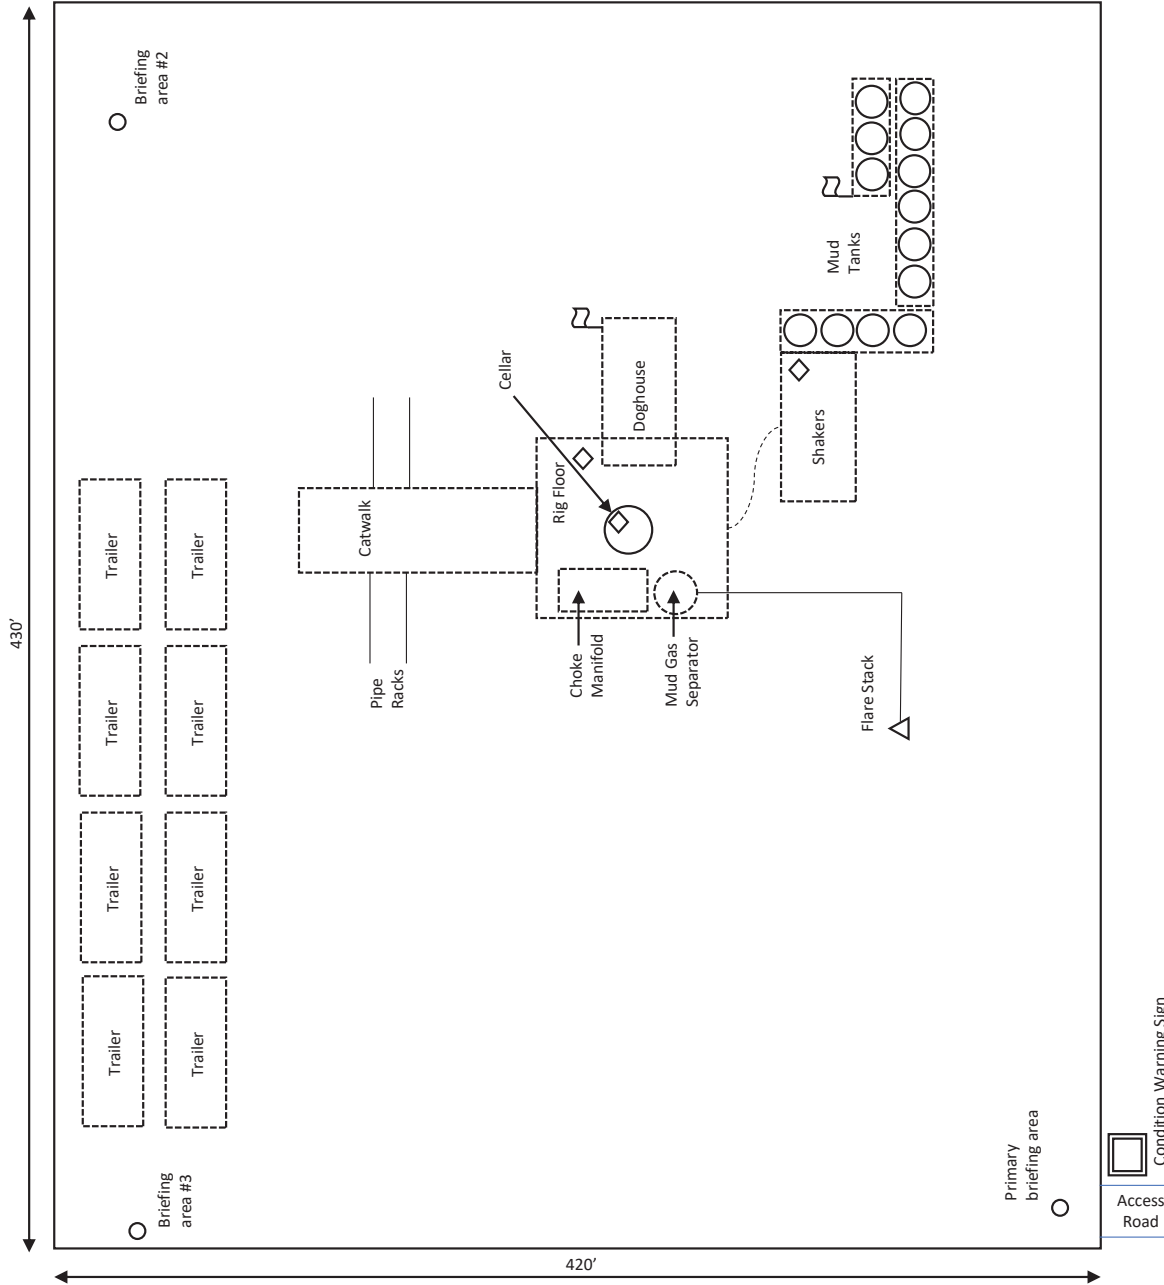 430’
Briefing
area #2
Mud
Tanks
Cellar
Doghouse
Shakers
Rig Floor
Catwalk
Trailer
Trailer
Trailer
Trailer
Trailer
Trailer
Trailer
Trailer
Pipe
Racks
Choke
Manifold
Mud Gas
Separator
Flare Stack
Briefing
area #3
Primary
briefing area
Condition Warning Sign
Access
Road
420’